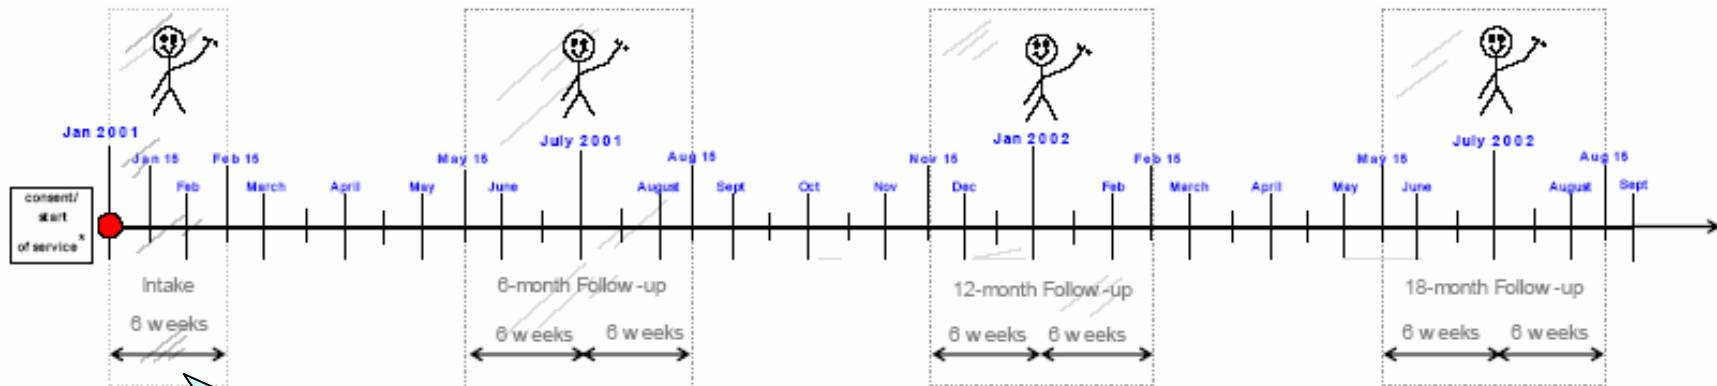 Jan 2001
July 2001
Jan 2002
July 2002
Jan 15 Feb 15 May 15 Aug 15 Nov 15 Feb 15 May 15 Aug 15
Feb March April May June August Sept Oct Nov Dec Feb March April May June August Sept
consent/
start
of service*
Intake
6-month Follow-up
12-month Follow-up
18-month Follow-up
6 weeks
6 weeks 6 weeks
6 weeks 6 weeks
6 weeks 6 weeks